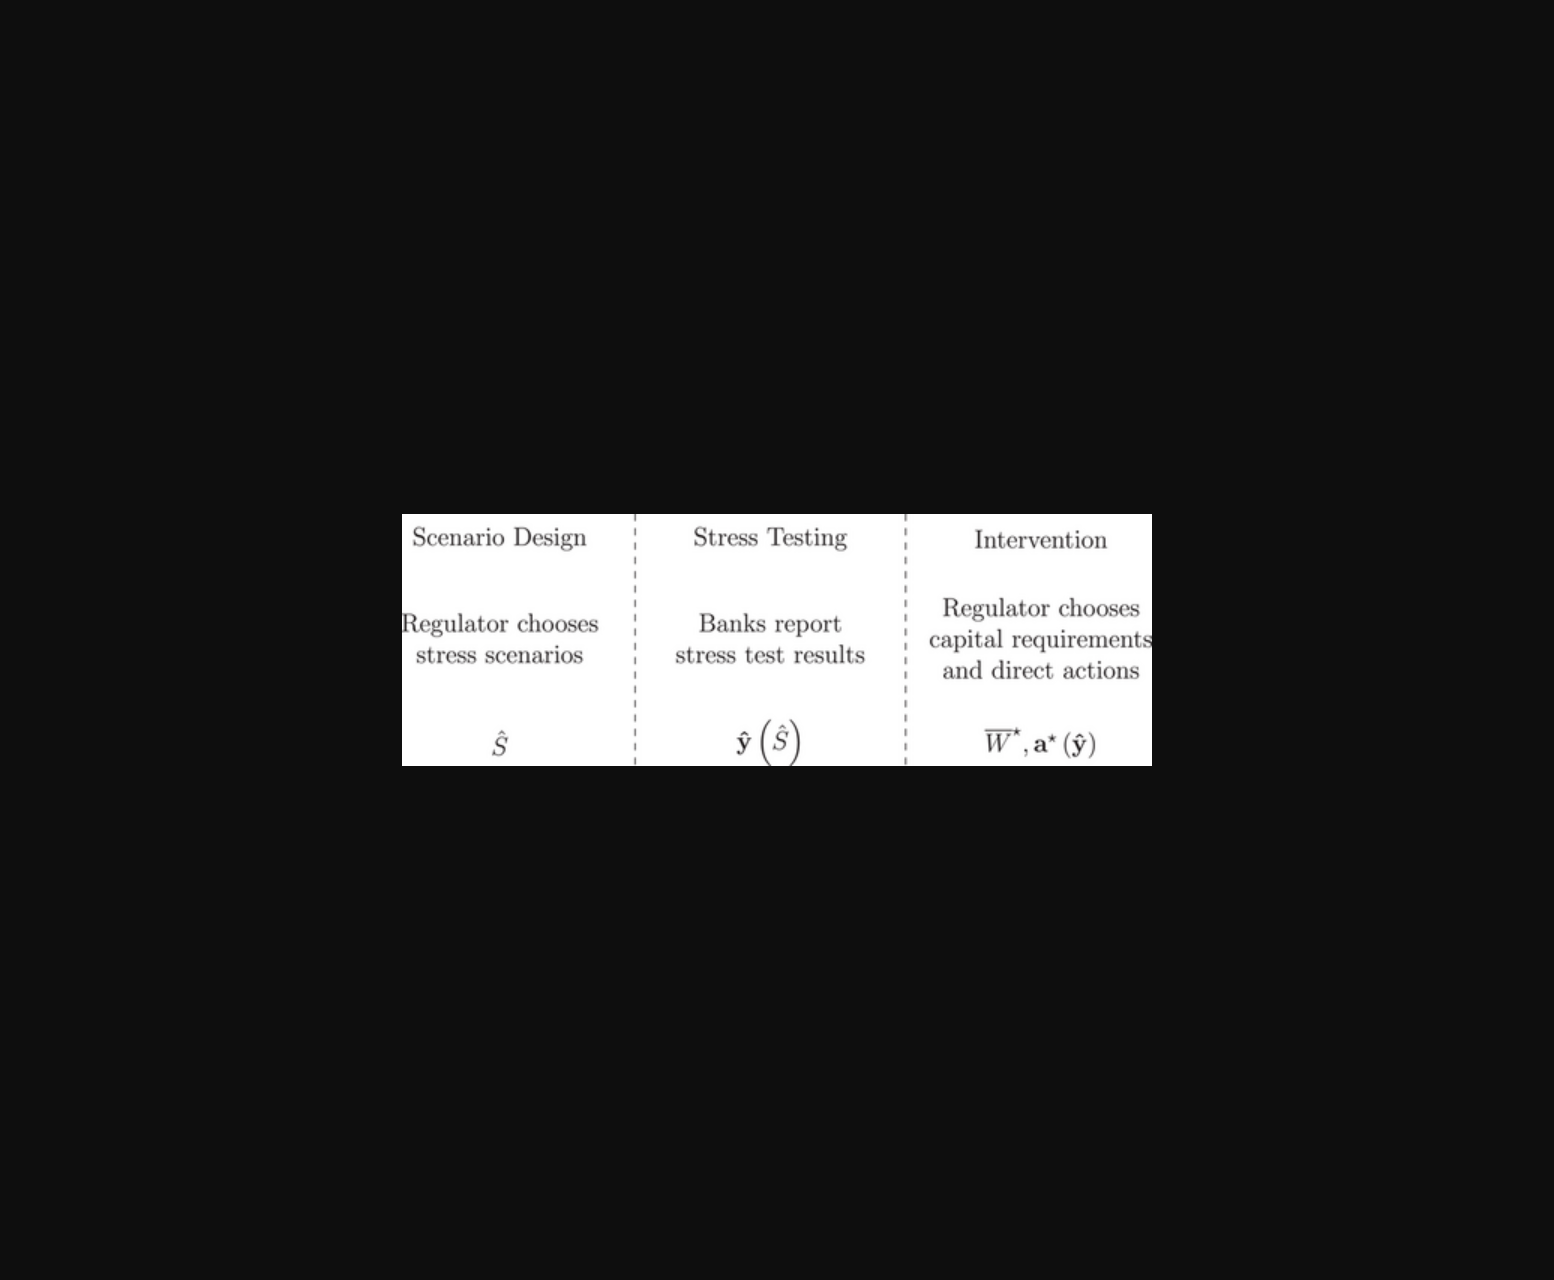 Scenario Design
Regulator chooses
stress scenarios
Ŝ
Stress Testing
Banks report
stress test results
ŷ (Ŝ)
Intervention
Regulator chooses
capital requirements
and direct actions
W̅⋆, a⋆ (ŷ)